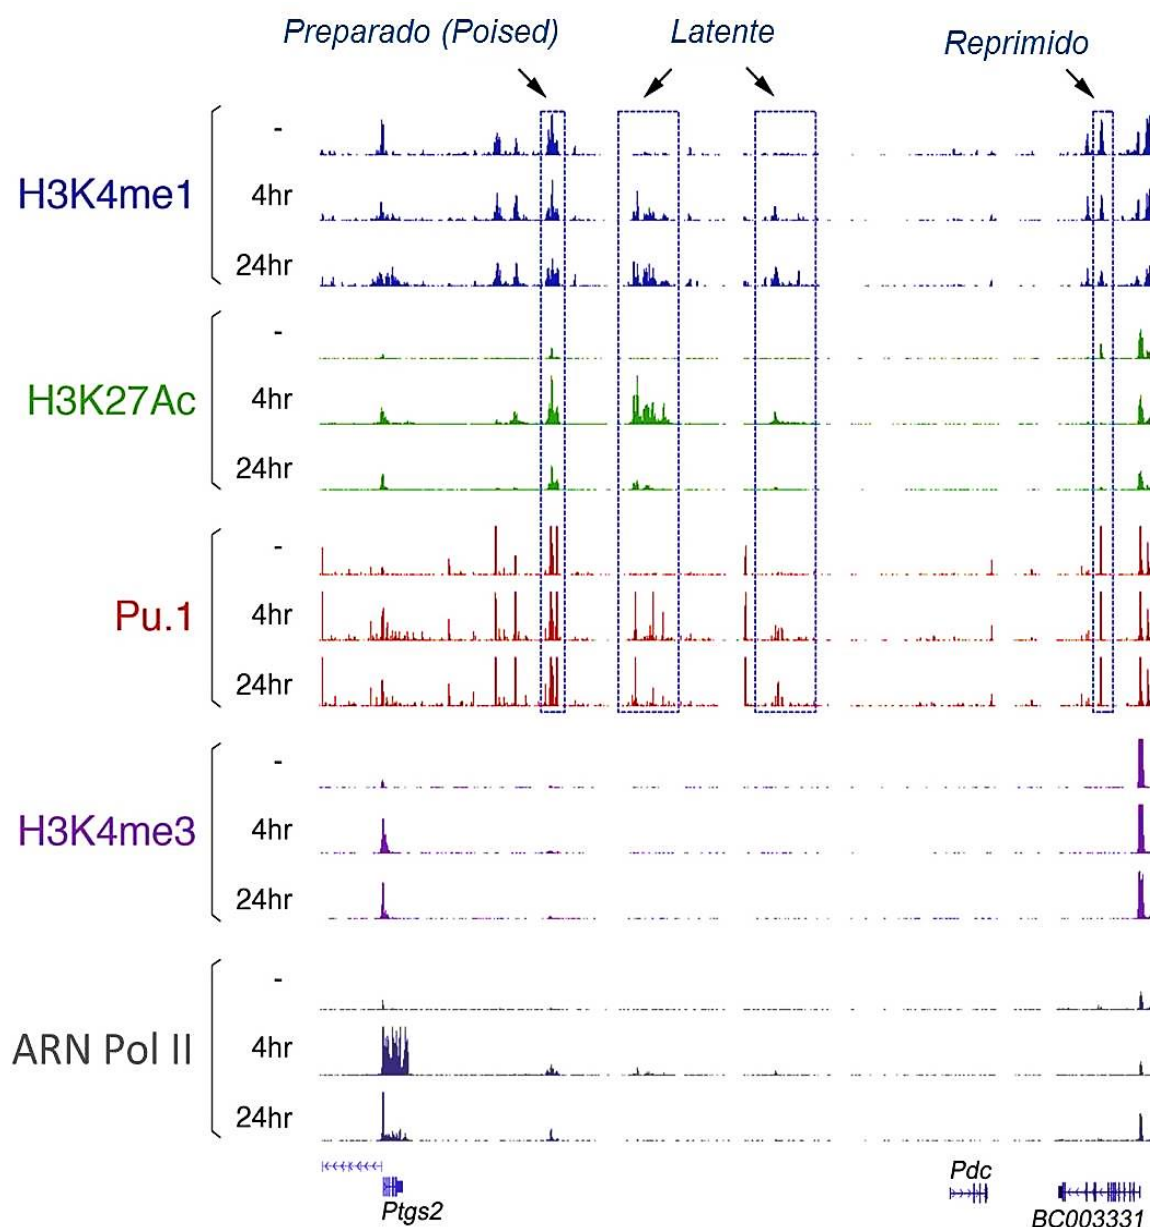 Preparado (Poised) Latente Reprimido
H3K4me1
-
4hr
24hr
H3K27Ac
-
4hr
24hr
Pu.1
-
4hr
24hr
H3K4me3
-
4hr
24hr
ARN Pol II
-
4hr
24hr
Ptgs2
Pdc
BC003331